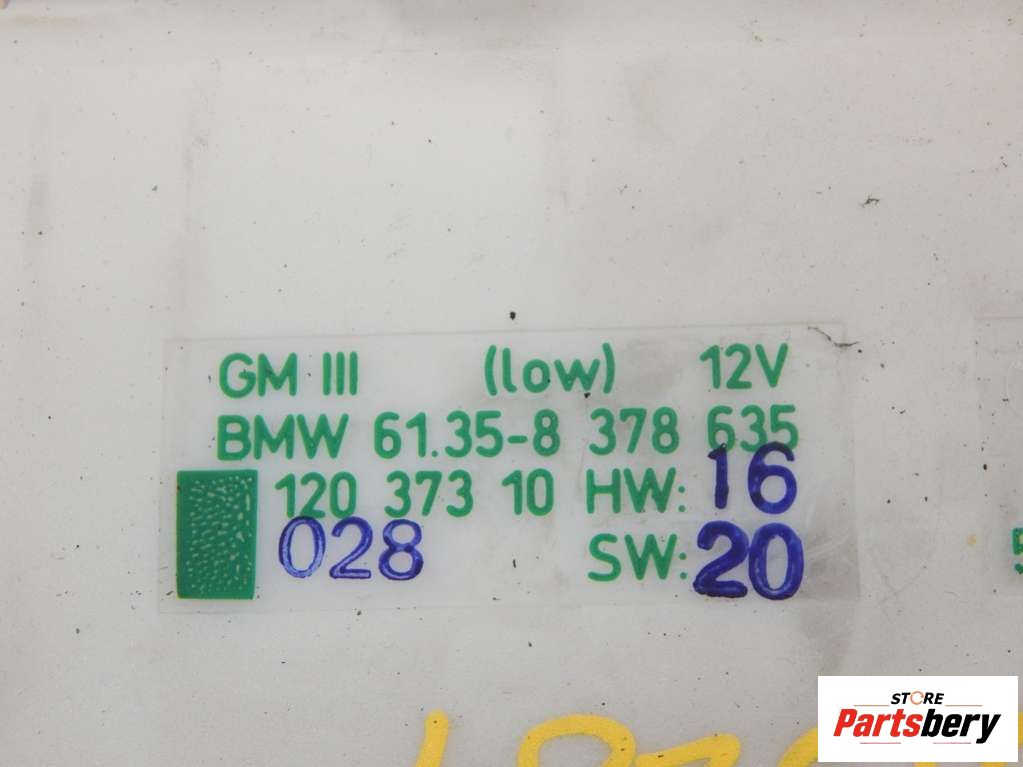 GM III (low) 12V
BMW 61.35-8 378 635
120 373 10 HW: 16
028 SW: 20
5
STORE
Partsbery